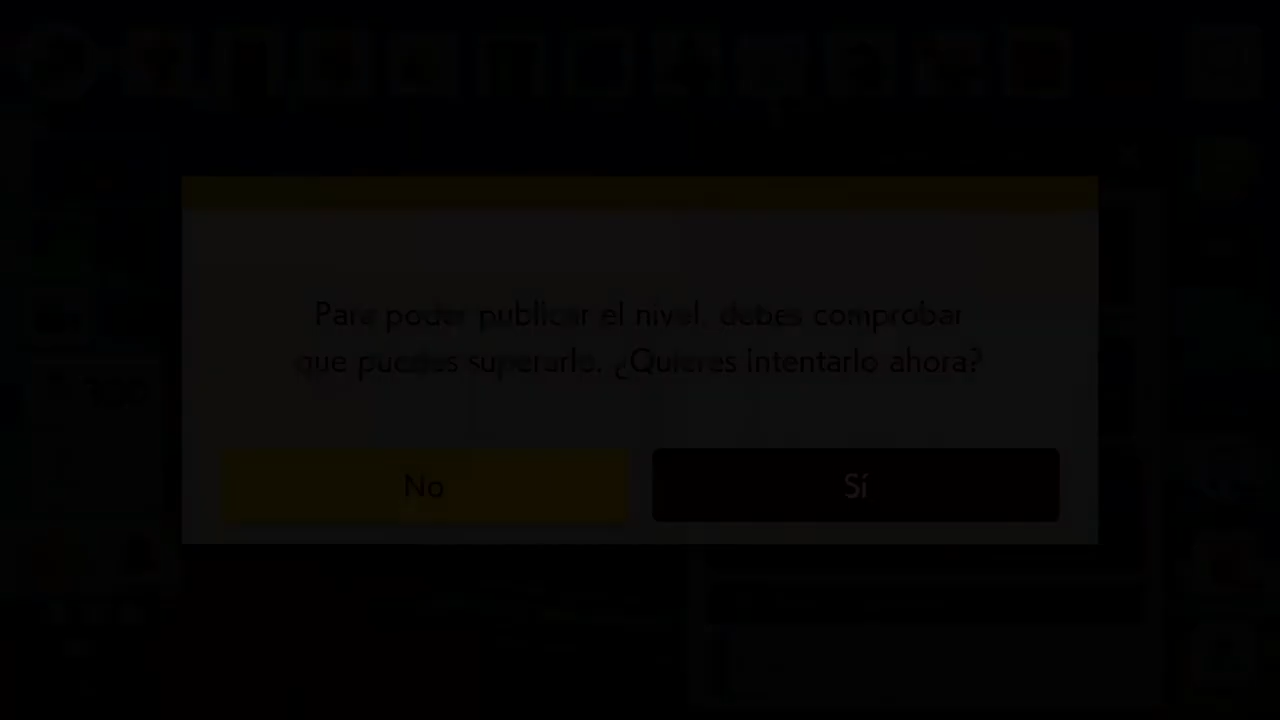 Para poder publicar el nivel, debes comprobar
que puedes superarlo. ¿Quieres intentarlo ahora?
No
Sí